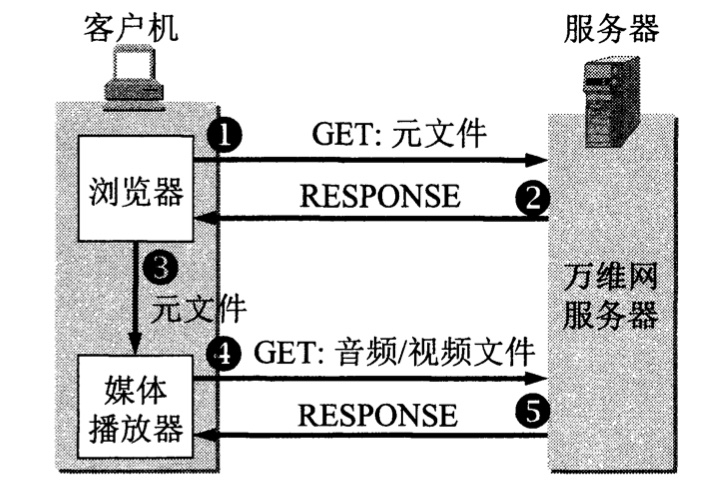 客户机
服务器
❶ GET: 元文件
浏览器
RESPONSE ❷
❸
元文件
万维网
服务器
❹ GET: 音频/视频文件
媒体
播放器
RESPONSE ❺